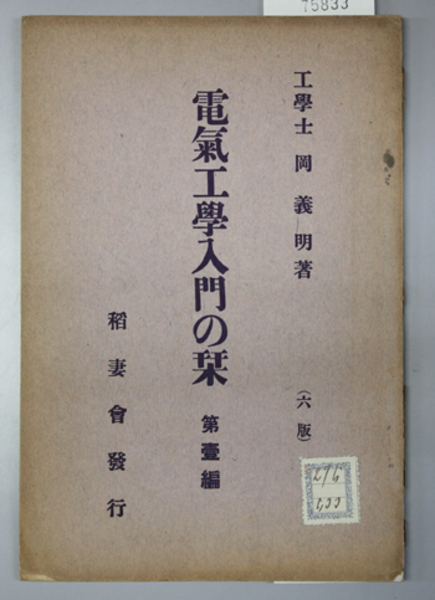 75833
工學士 岡義明著
(六版)
電氣工學入門の栞 第壹編
稻妻會發行